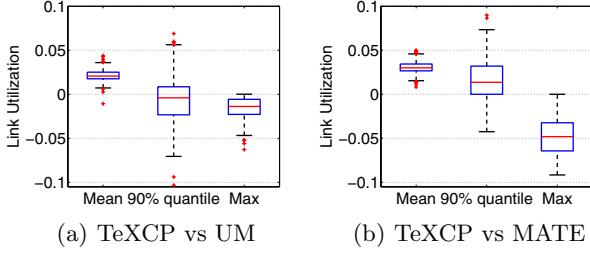 Link Utilization
0.1
0.05
0
−0.05
−0.1
Mean 90% quantile Max
(a) TeXCP vs UM
Link Utilization
0.1
0.05
0
−0.05
−0.1
Mean 90% quantile Max
(b) TeXCP vs MATE